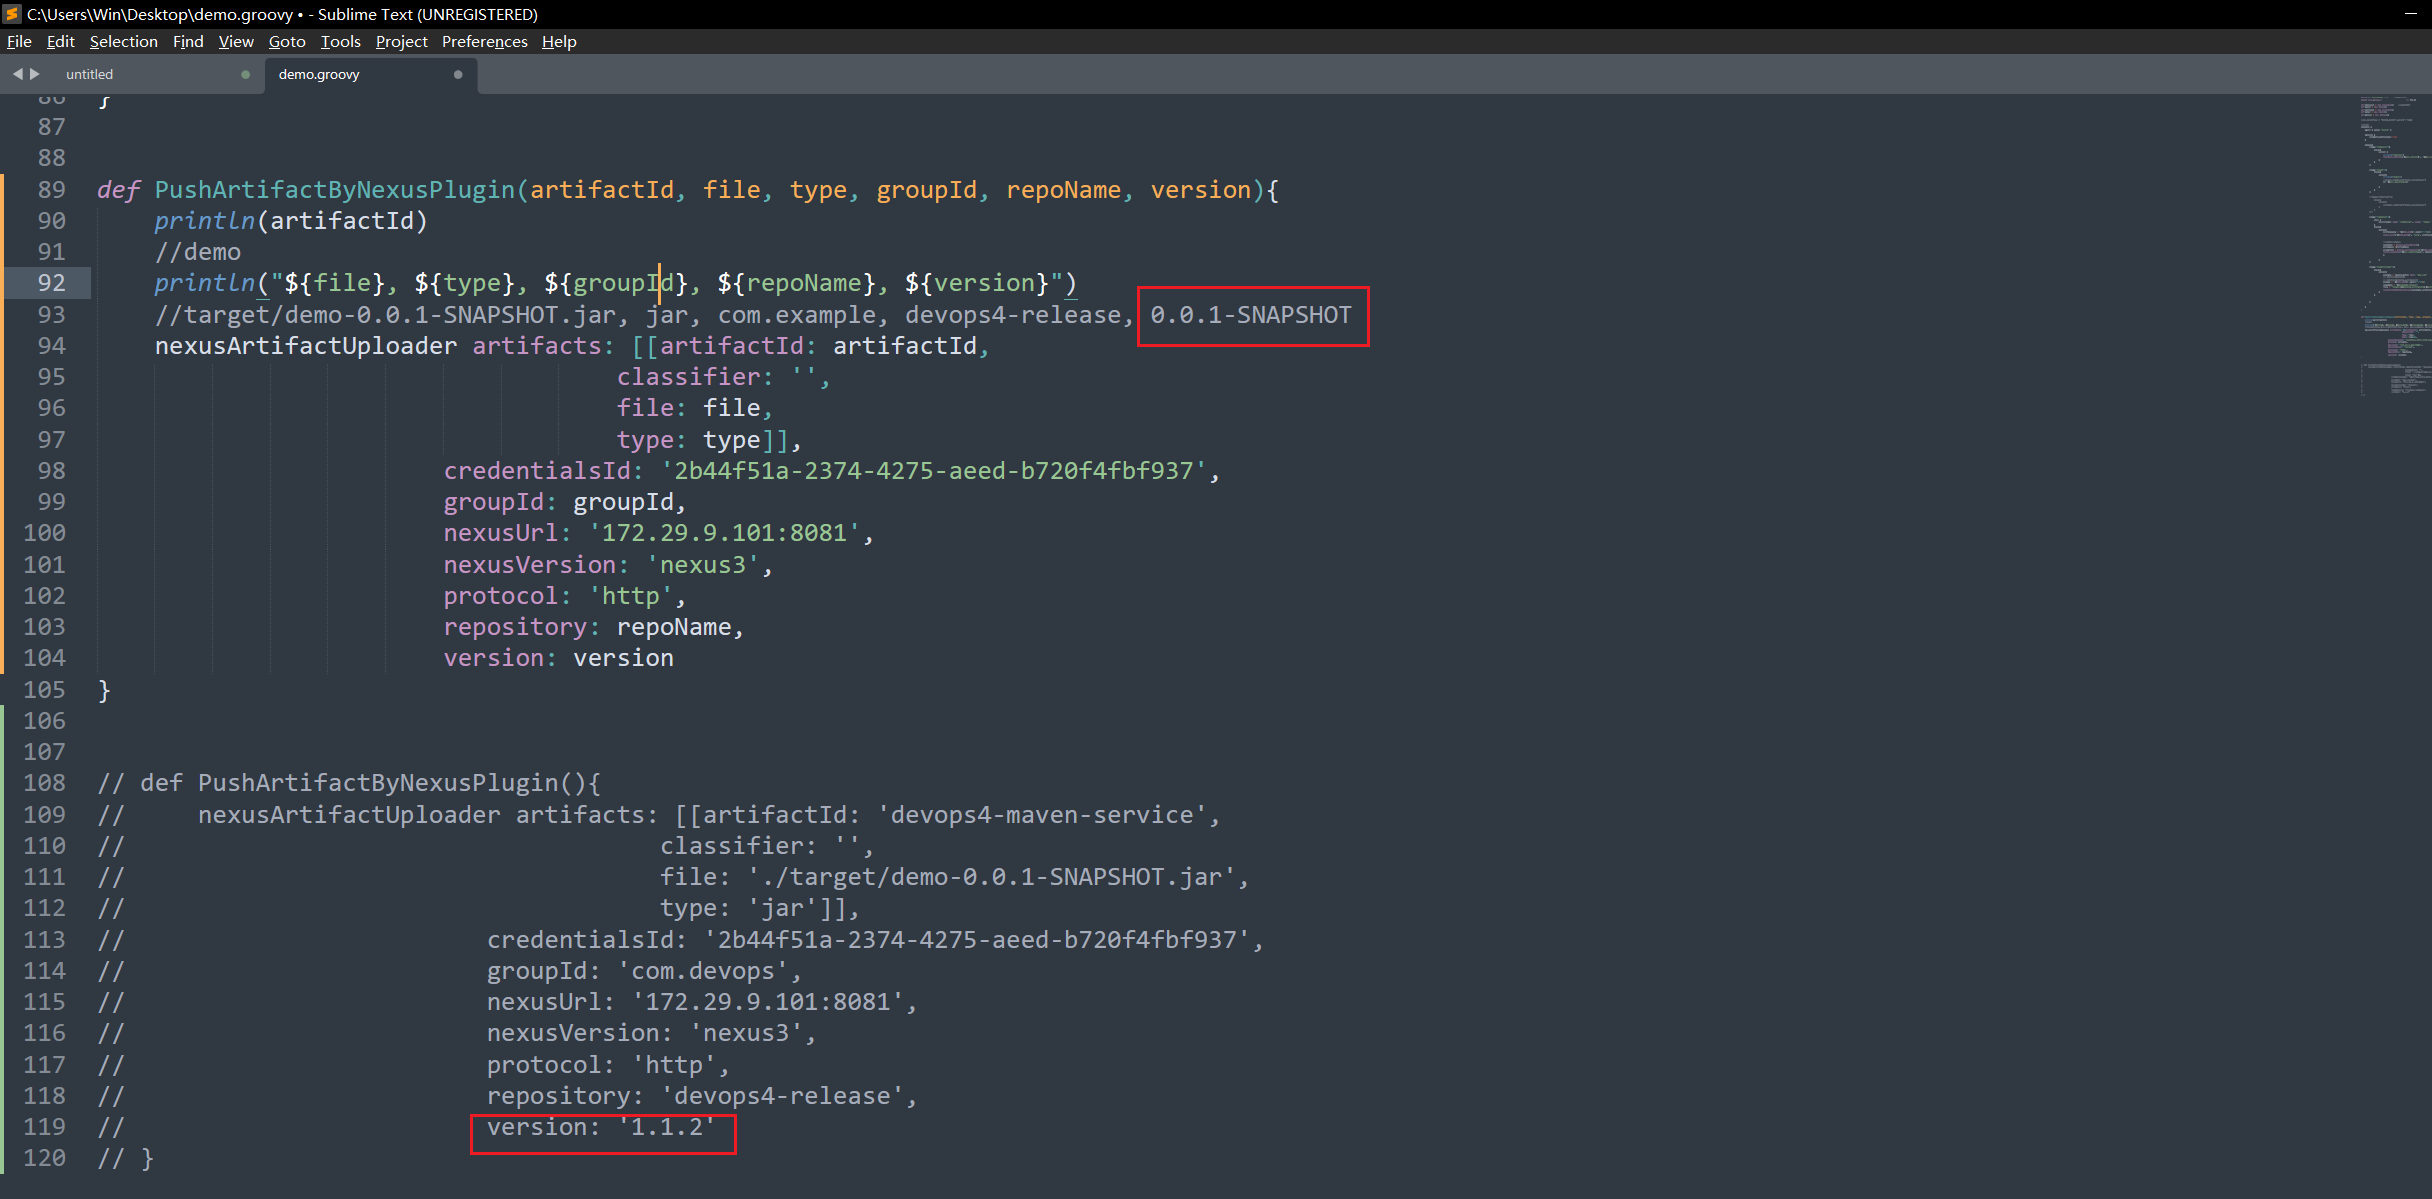 C:\Users\Win\Desktop\demo.groovy • - Sublime Text (UNREGISTERED)
File Edit Selection Find View Goto Tools Project Preferences Help
untitled demo.groovy
86 }
87
88
89 def PushArtifactByNexusPlugin(artifactId, file, type, groupId, repoName, version){
90     println(artifactId)
91     //demo
92     println("${file}, ${type}, ${groupId}, ${repoName}, ${version}")
93     //target/demo-0.0.1-SNAPSHOT.jar, jar, com.example, devops4-release, 0.0.1-SNAPSHOT
94     nexusArtifactUploader artifacts: [[artifactId: artifactId,
95                                     classifier: '',
96                                     file: file,
97                                     type: type]],
98                         credentialsId: '2b44f51a-2374-4275-aeed-b720f4fbf937',
99                         groupId: groupId,
100                         nexusUrl: '172.29.9.101:8081',
101                         nexusVersion: 'nexus3',
102                         protocol: 'http',
103                         repository: repoName,
104                         version: version
105 }
106
107
108 // def PushArtifactByNexusPlugin(){
109 //     nexusArtifactUploader artifacts: [[artifactId: 'devops4-maven-service',
110 //                                     classifier: '',
111 //                                     file: './target/demo-0.0.1-SNAPSHOT.jar',
112 //                                     type: 'jar']],
113 //                         credentialsId: '2b44f51a-2374-4275-aeed-b720f4fbf937',
114 //                         groupId: 'com.devops',
115 //                         nexusUrl: '172.29.9.101:8081',
116 //                         nexusVersion: 'nexus3',
117 //                         protocol: 'http',
118 //                         repository: 'devops4-release',
119 //                         version: '1.1.2'
120 // }